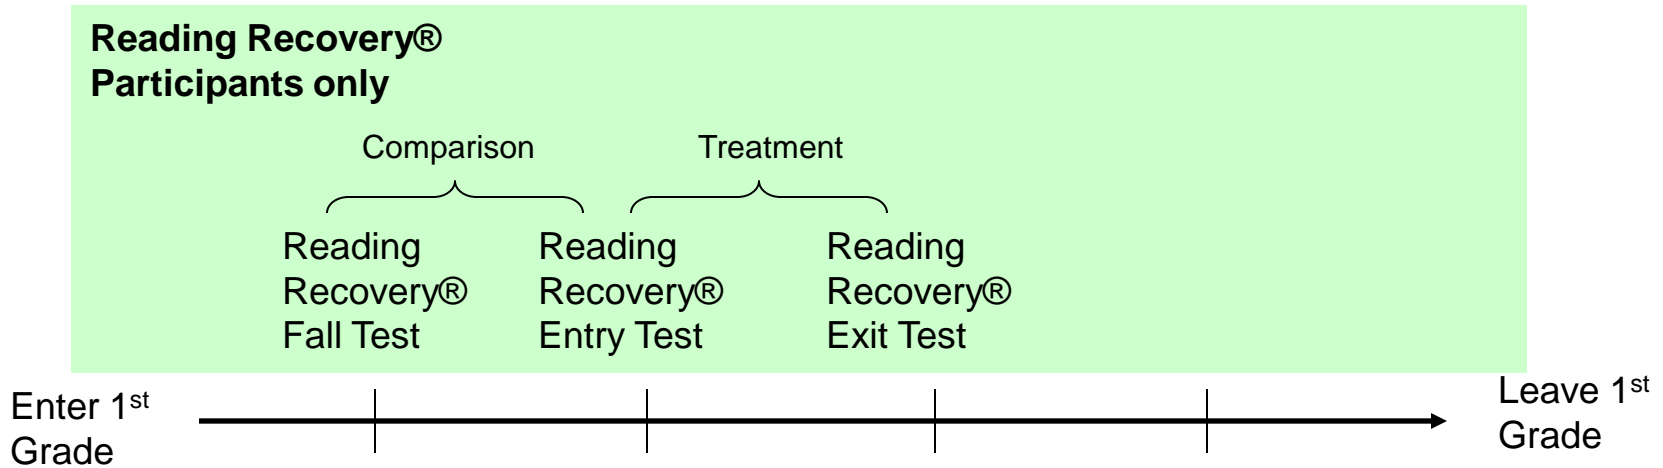 Reading Recovery®
Participants only
Comparison
Treatment
Reading
Recovery®
Fall Test
Reading
Recovery®
Entry Test
Reading
Recovery®
Exit Test
Enter 1st
Grade
Leave 1st
Grade